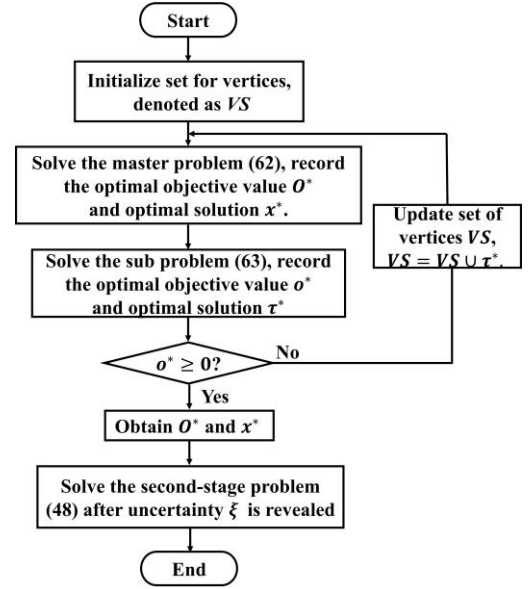 Start
Initialize set for vertices,
denoted as VS
Solve the master problem (62), record
the optimal objective value O*
and optimal solution x*.
Update set of
vertices VS,
VS = VS ∪ τ*.
Solve the sub problem (63), record
the optimal objective value o*
and optimal solution τ*
o* ≥ 0?
No
Yes
Obtain O* and x*
Solve the second-stage problem
(48) after uncertainty ξ is revealed
End